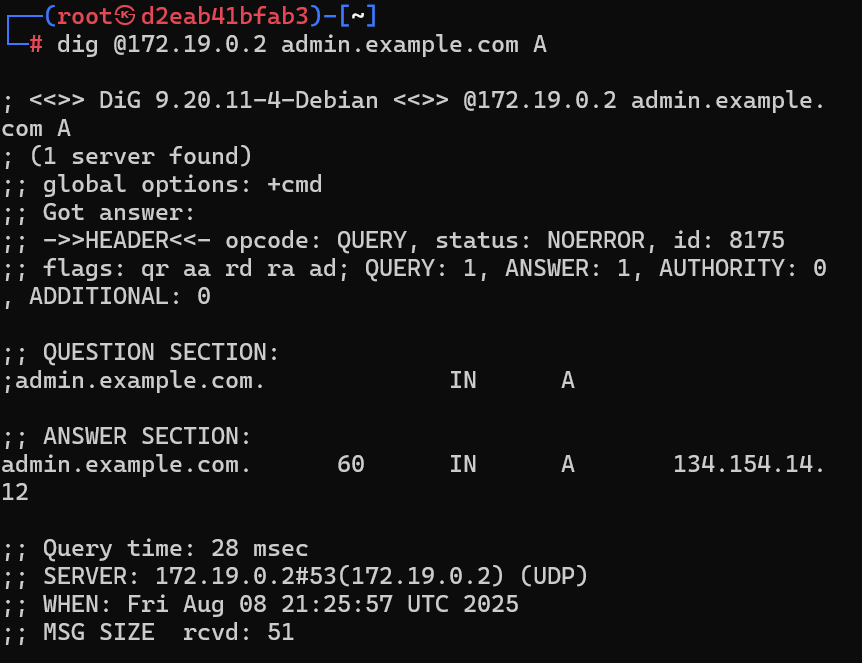 ┌──(root㉿d2eab41bfab3)-[~]
└─# dig @172.19.0.2 admin.example.com A

; <<>> DiG 9.20.11-4-Debian <<>> @172.19.0.2 admin.example.
com A
; (1 server found)
;; global options: +cmd
;; Got answer:
;; ->>HEADER<<- opcode: QUERY, status: NOERROR, id: 8175
;; flags: qr aa rd ra ad; QUERY: 1, ANSWER: 1, AUTHORITY: 0
, ADDITIONAL: 0

;; QUESTION SECTION:
;admin.example.com.             IN      A

;; ANSWER SECTION:
admin.example.com.      60      IN      A       134.154.14.
12

;; Query time: 28 msec
;; SERVER: 172.19.0.2#53(172.19.0.2) (UDP)
;; WHEN: Fri Aug 08 21:25:57 UTC 2025
;; MSG SIZE  rcvd: 51